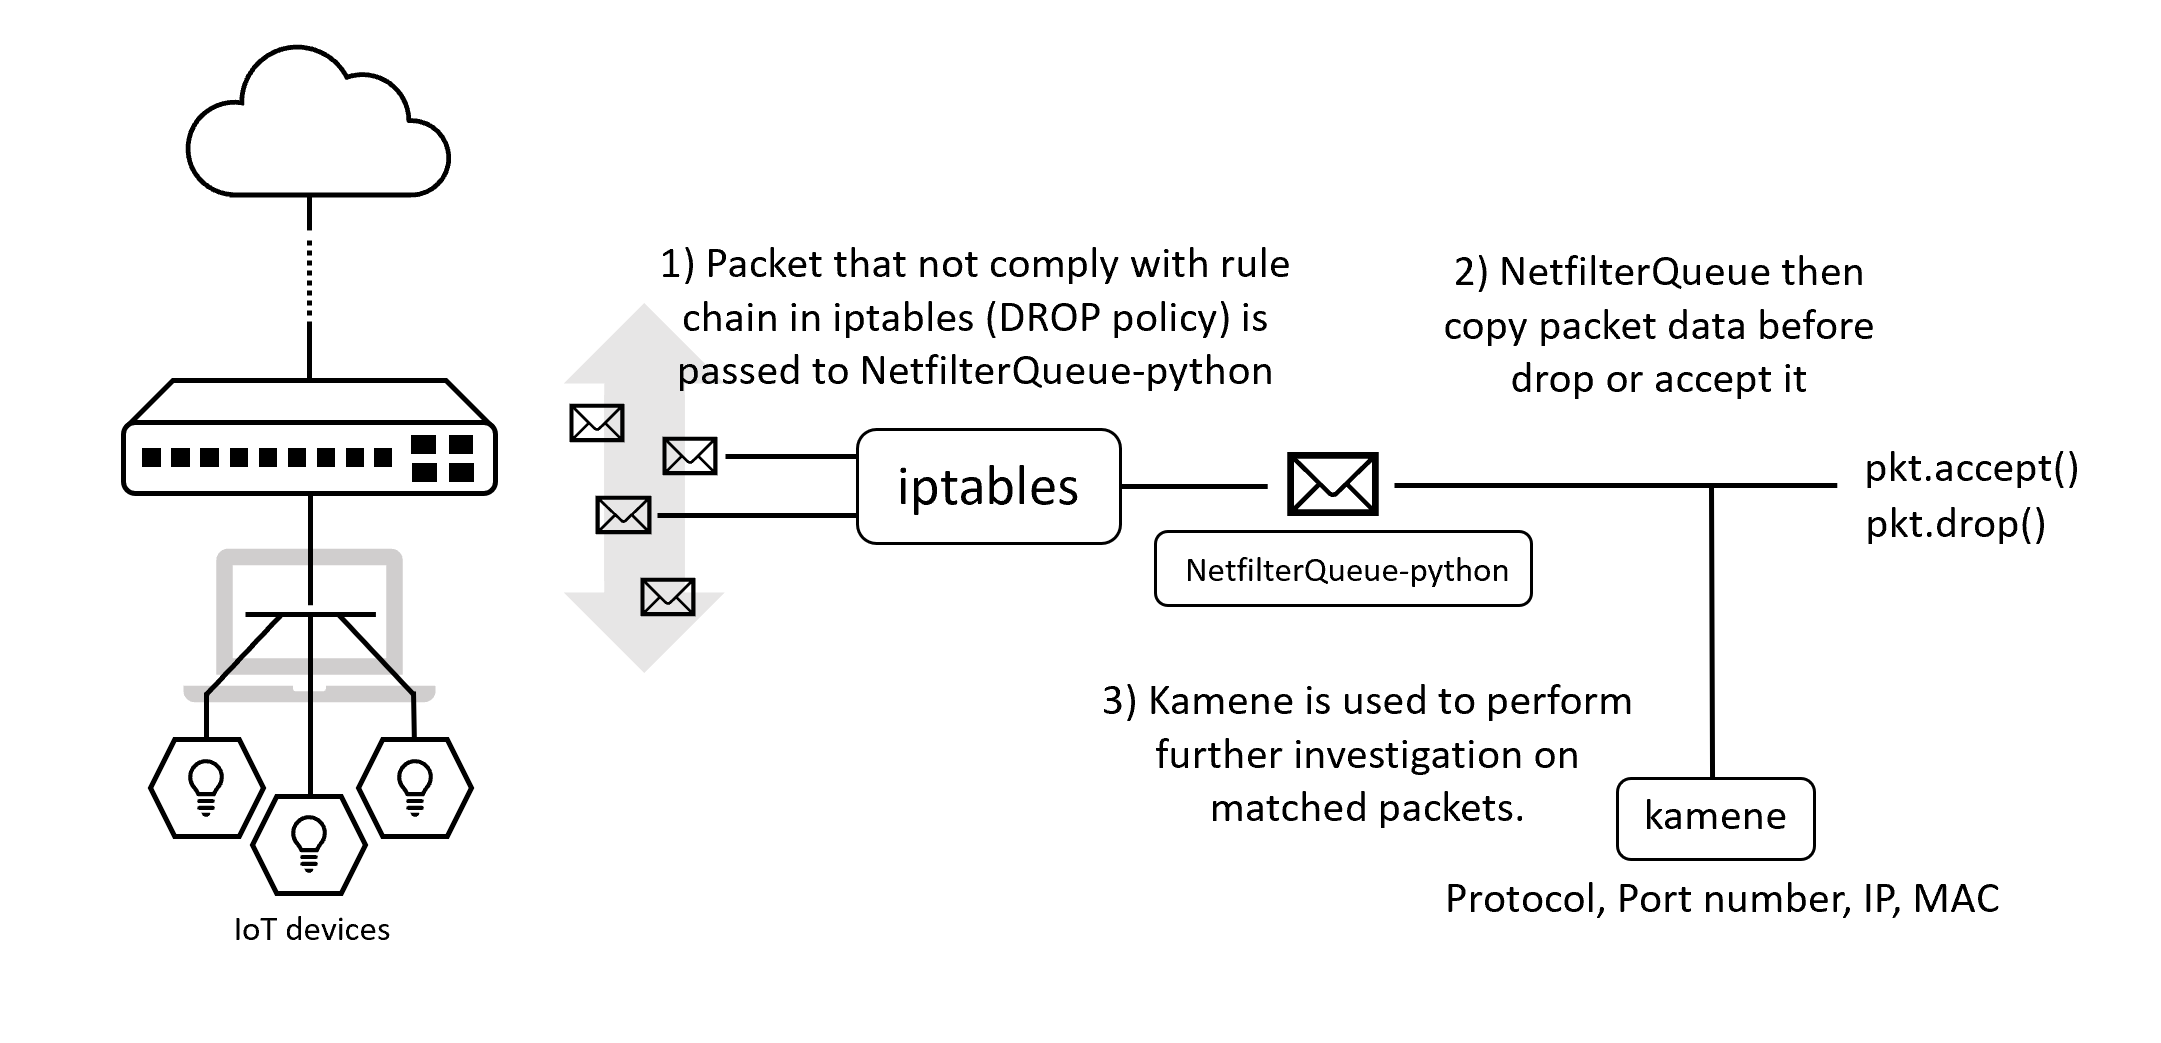 1) Packet that not comply with rule
chain in iptables (DROP policy) is
passed to NetfilterQueue-python
2) NetfilterQueue then
copy packet data before
drop or accept it
iptables
pkt.accept()
pkt.drop()
NetfilterQueue-python
3) Kamene is used to perform
further investigation on
matched packets.
kamene
Protocol, Port number, IP, MAC
IoT devices